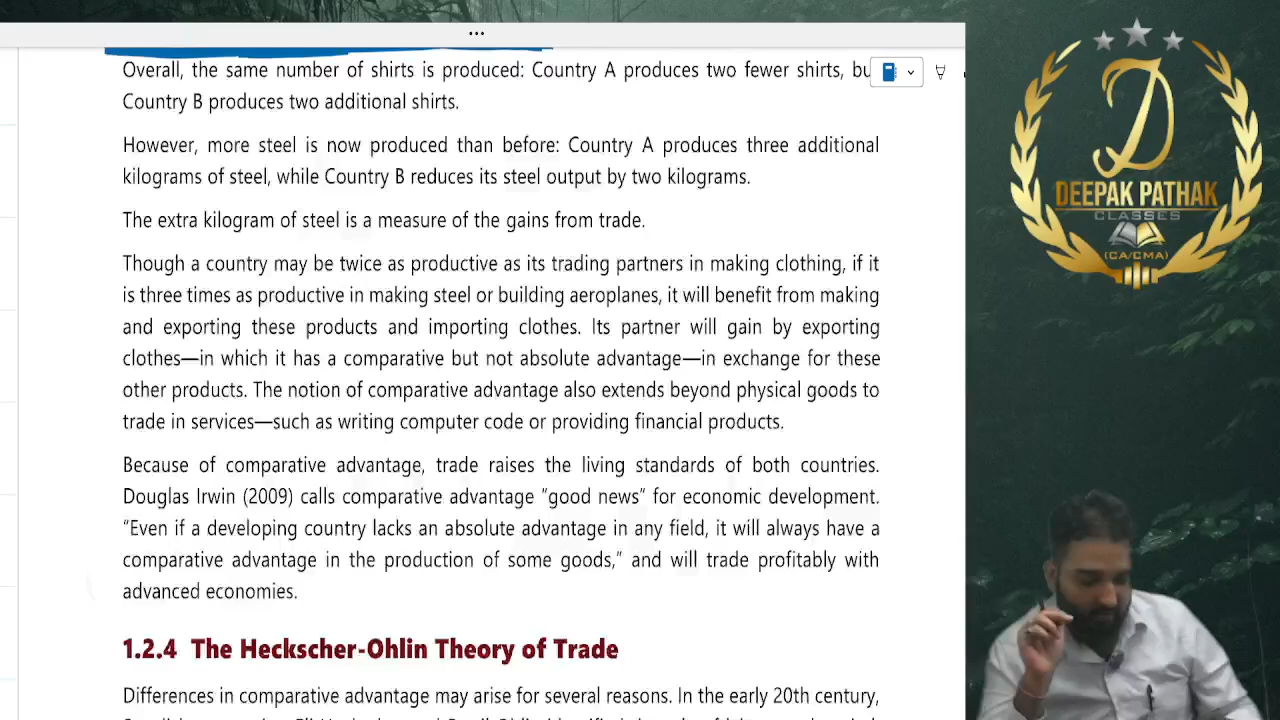 Overall, the same number of shirts is produced: Country A produces two fewer shirts,
Country B produces two additional shirts.
However, more steel is now produced than before: Country A produces three additional
kilograms of steel, while Country B reduces its steel output by two kilograms.
The extra kilogram of steel is a measure of the gains from trade.
Though a country may be twice as productive as its trading partners in making clothing, if it
is three times as productive in making steel or building aeroplanes, it will benefit from making
and exporting these products and importing clothes. Its partner will gain by exporting
clothes—in which it has a comparative but not absolute advantage—in exchange for these
other products. The notion of comparative advantage also extends beyond physical goods to
trade in services—such as writing computer code or providing financial products.
Because of comparative advantage, trade raises the living standards of both countries.
Douglas Irwin (2009) calls comparative advantage “good news” for economic development.
“Even if a developing country lacks an absolute advantage in any field, it will always have a
comparative advantage in the production of some goods,” and will trade profitably with
advanced economies.
1.2.4 The Heckscher-Ohlin Theory of Trade
Differences in comparative advantage may arise for several reasons. In the early 20th century,
D
DEEPAK PATHAK
CLASSES
(CA/CMA)